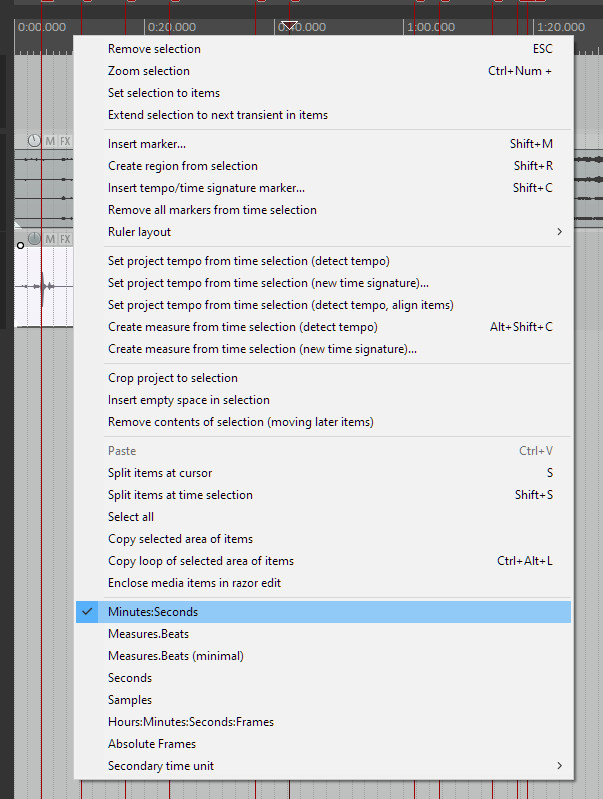 0:00.000 0:20.000 0:40.000 1:00.000 1:20.000
Remove selection ESC
Zoom selection Ctrl+Num +
Set selection to items
Extend selection to next transient in items
Insert marker... Shift+M
Create region from selection Shift+R
Insert tempo/time signature marker... Shift+C
Remove all markers from time selection
Ruler layout
Set project tempo from time selection (detect tempo)
Set project tempo from time selection (new time signature)...
Set project tempo from time selection (detect tempo, align items)
Create measure from time selection (detect tempo) Alt+Shift+C
Create measure from time selection (new time signature)...
Crop project to selection
Insert empty space in selection
Remove contents of selection (moving later items)
Paste Ctrl+V
Split items at cursor S
Split items at time selection Shift+S
Select all
Copy selected area of items
Copy loop of selected area of items Ctrl+Alt+L
Enclose media items in razor edit
Minutes:Seconds
Measures.Beats
Measures.Beats (minimal)
Seconds
Samples
Hours:Minutes:Seconds:Frames
Absolute Frames
Secondary time unit
M FX
M FX